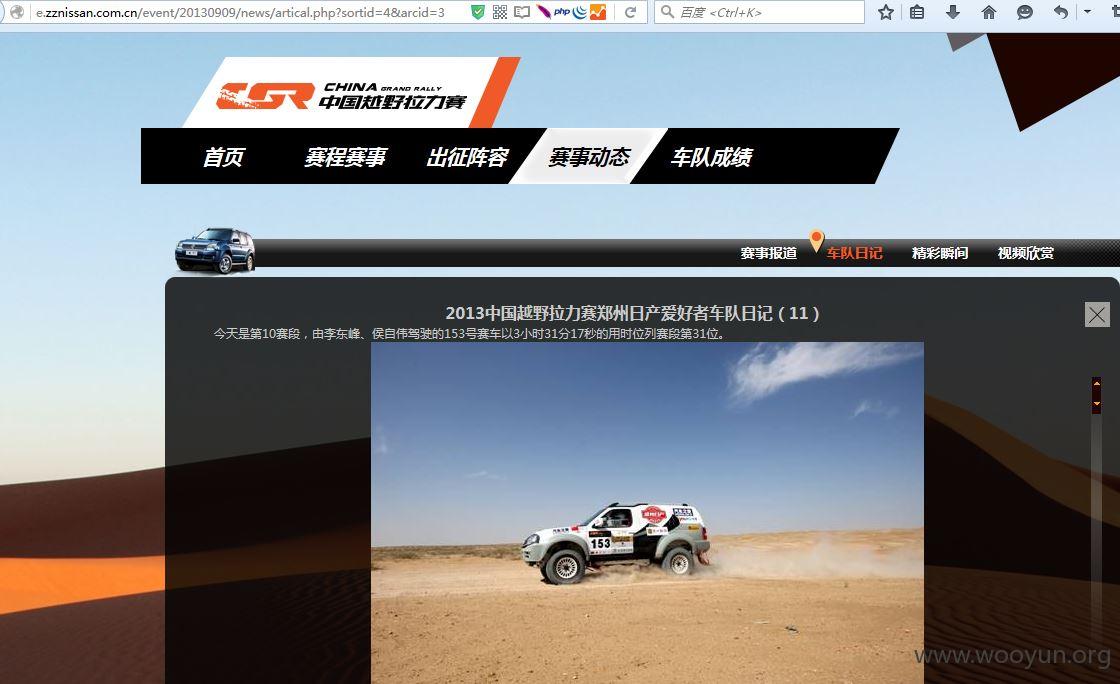 e.zznissan.com.cn/event/20130909/news/artical.php?sortid=4&arcid=3
php
百度 <Ctrl+K>
CSR CHINA GRAND RALLY
中国越野拉力赛
首页 赛程赛事 出征阵容 赛事动态 车队成绩
赛事报道 车队日记 精彩瞬间 视频欣赏
2013中国越野拉力赛郑州日产爱好者车队日记（11）
今天是第10赛段，由李东峰、侯自伟驾驶的153号赛车以3小时31分17秒的用时位列赛段第31位。
153
www.wooyun.org